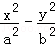 x²/a² − y²/b²